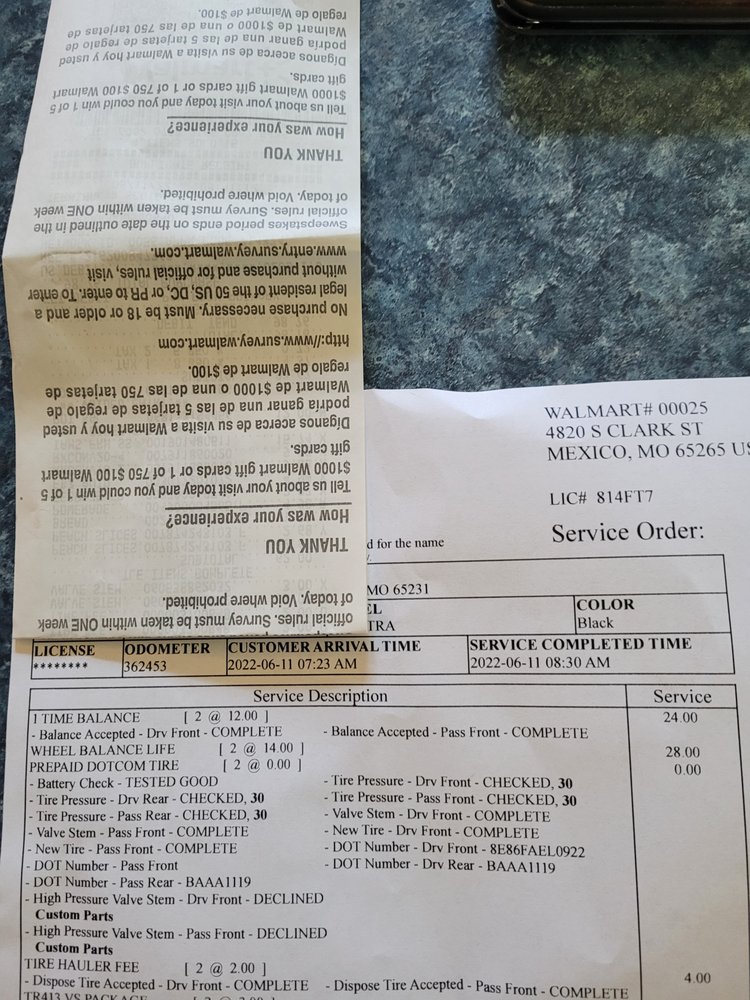 regalo de Walmart de $100.
Walmart de $1000 o una de las 750 tarjetas de
podría ganar una de las 5 tarjetas de regalo de
Díganos acerca de su visita a Walmart hoy y usted
gift cards.
$1000 Walmart gift cards or 1 of 750 $100 Walmart
Tell us about your visit today and you could win 1 of 5
How was your experience?
THANK YOU
of today. Void where prohibited.
official rules. Survey must be taken within ONE week
Sweepstakes period ends on the date outlined in the
www.entry.survey.walmart.com.
without purchase and for official rules, visit
legal resident of the 50 US, DC, or PR to enter. To enter
No purchase necessary. Must be 18 or older and a
http://www.survey.walmart.com
regalo de Walmart de $100.
Walmart de $1000 o una de las 750 tarjetas de
podría ganar una de las 5 tarjetas de regalo de
Díganos acerca de su visita a Walmart hoy y usted
gift cards.
$1000 Walmart gift cards or 1 of 750 $100 Walmart
Tell us about your visit today and you could win 1 of 5
How was your experience?
THANK YOU
of today. Void where prohibited.
official rules. Survey must be taken within ONE week
WALMART# 00025
4820 S CLARK ST
MEXICO, MO 65265 US
LIC# 814FT7
Service Order:
d for the name
MO 65231
EL COLOR
TRA Black
LICENSE ODOMETER CUSTOMER ARRIVAL TIME SERVICE COMPLETED TIME
******** 362453 2022-06-11 07:23 AM 2022-06-11 08:30 AM
Service Description Service
1 TIME BALANCE [ 2 @ 12.00 ] 24.00
- Balance Accepted - Drv Front - COMPLETE - Balance Accepted - Pass Front - COMPLETE
WHEEL BALANCE LIFE [ 2 @ 14.00 ] 28.00
PREPAID DOTCOM TIRE [ 2 @ 0.00 ] 0.00
- Battery Check - TESTED GOOD - Tire Pressure - Drv Front - CHECKED, 30
- Tire Pressure - Drv Rear - CHECKED, 30 - Tire Pressure - Pass Front - CHECKED, 30
- Tire Pressure - Pass Rear - CHECKED, 30 - Valve Stem - Drv Front - COMPLETE
- Valve Stem - Pass Front - COMPLETE - New Tire - Drv Front - COMPLETE
- New Tire - Pass Front - COMPLETE - DOT Number - Drv Front - 8E86FAEL0922
- DOT Number - Pass Front - DOT Number - Drv Rear - BAAA1119
- DOT Number - Pass Rear - BAAA1119
- High Pressure Valve Stem - Drv Front - DECLINED
Custom Parts
- High Pressure Valve Stem - Pass Front - DECLINED
Custom Parts
TIRE HAULER FEE [ 2 @ 2.00 ] 4.00
- Dispose Tire Accepted - Drv Front - COMPLETE - Dispose Tire Accepted - Pass Front - COMPLETE
TR413 VS PACKAGE